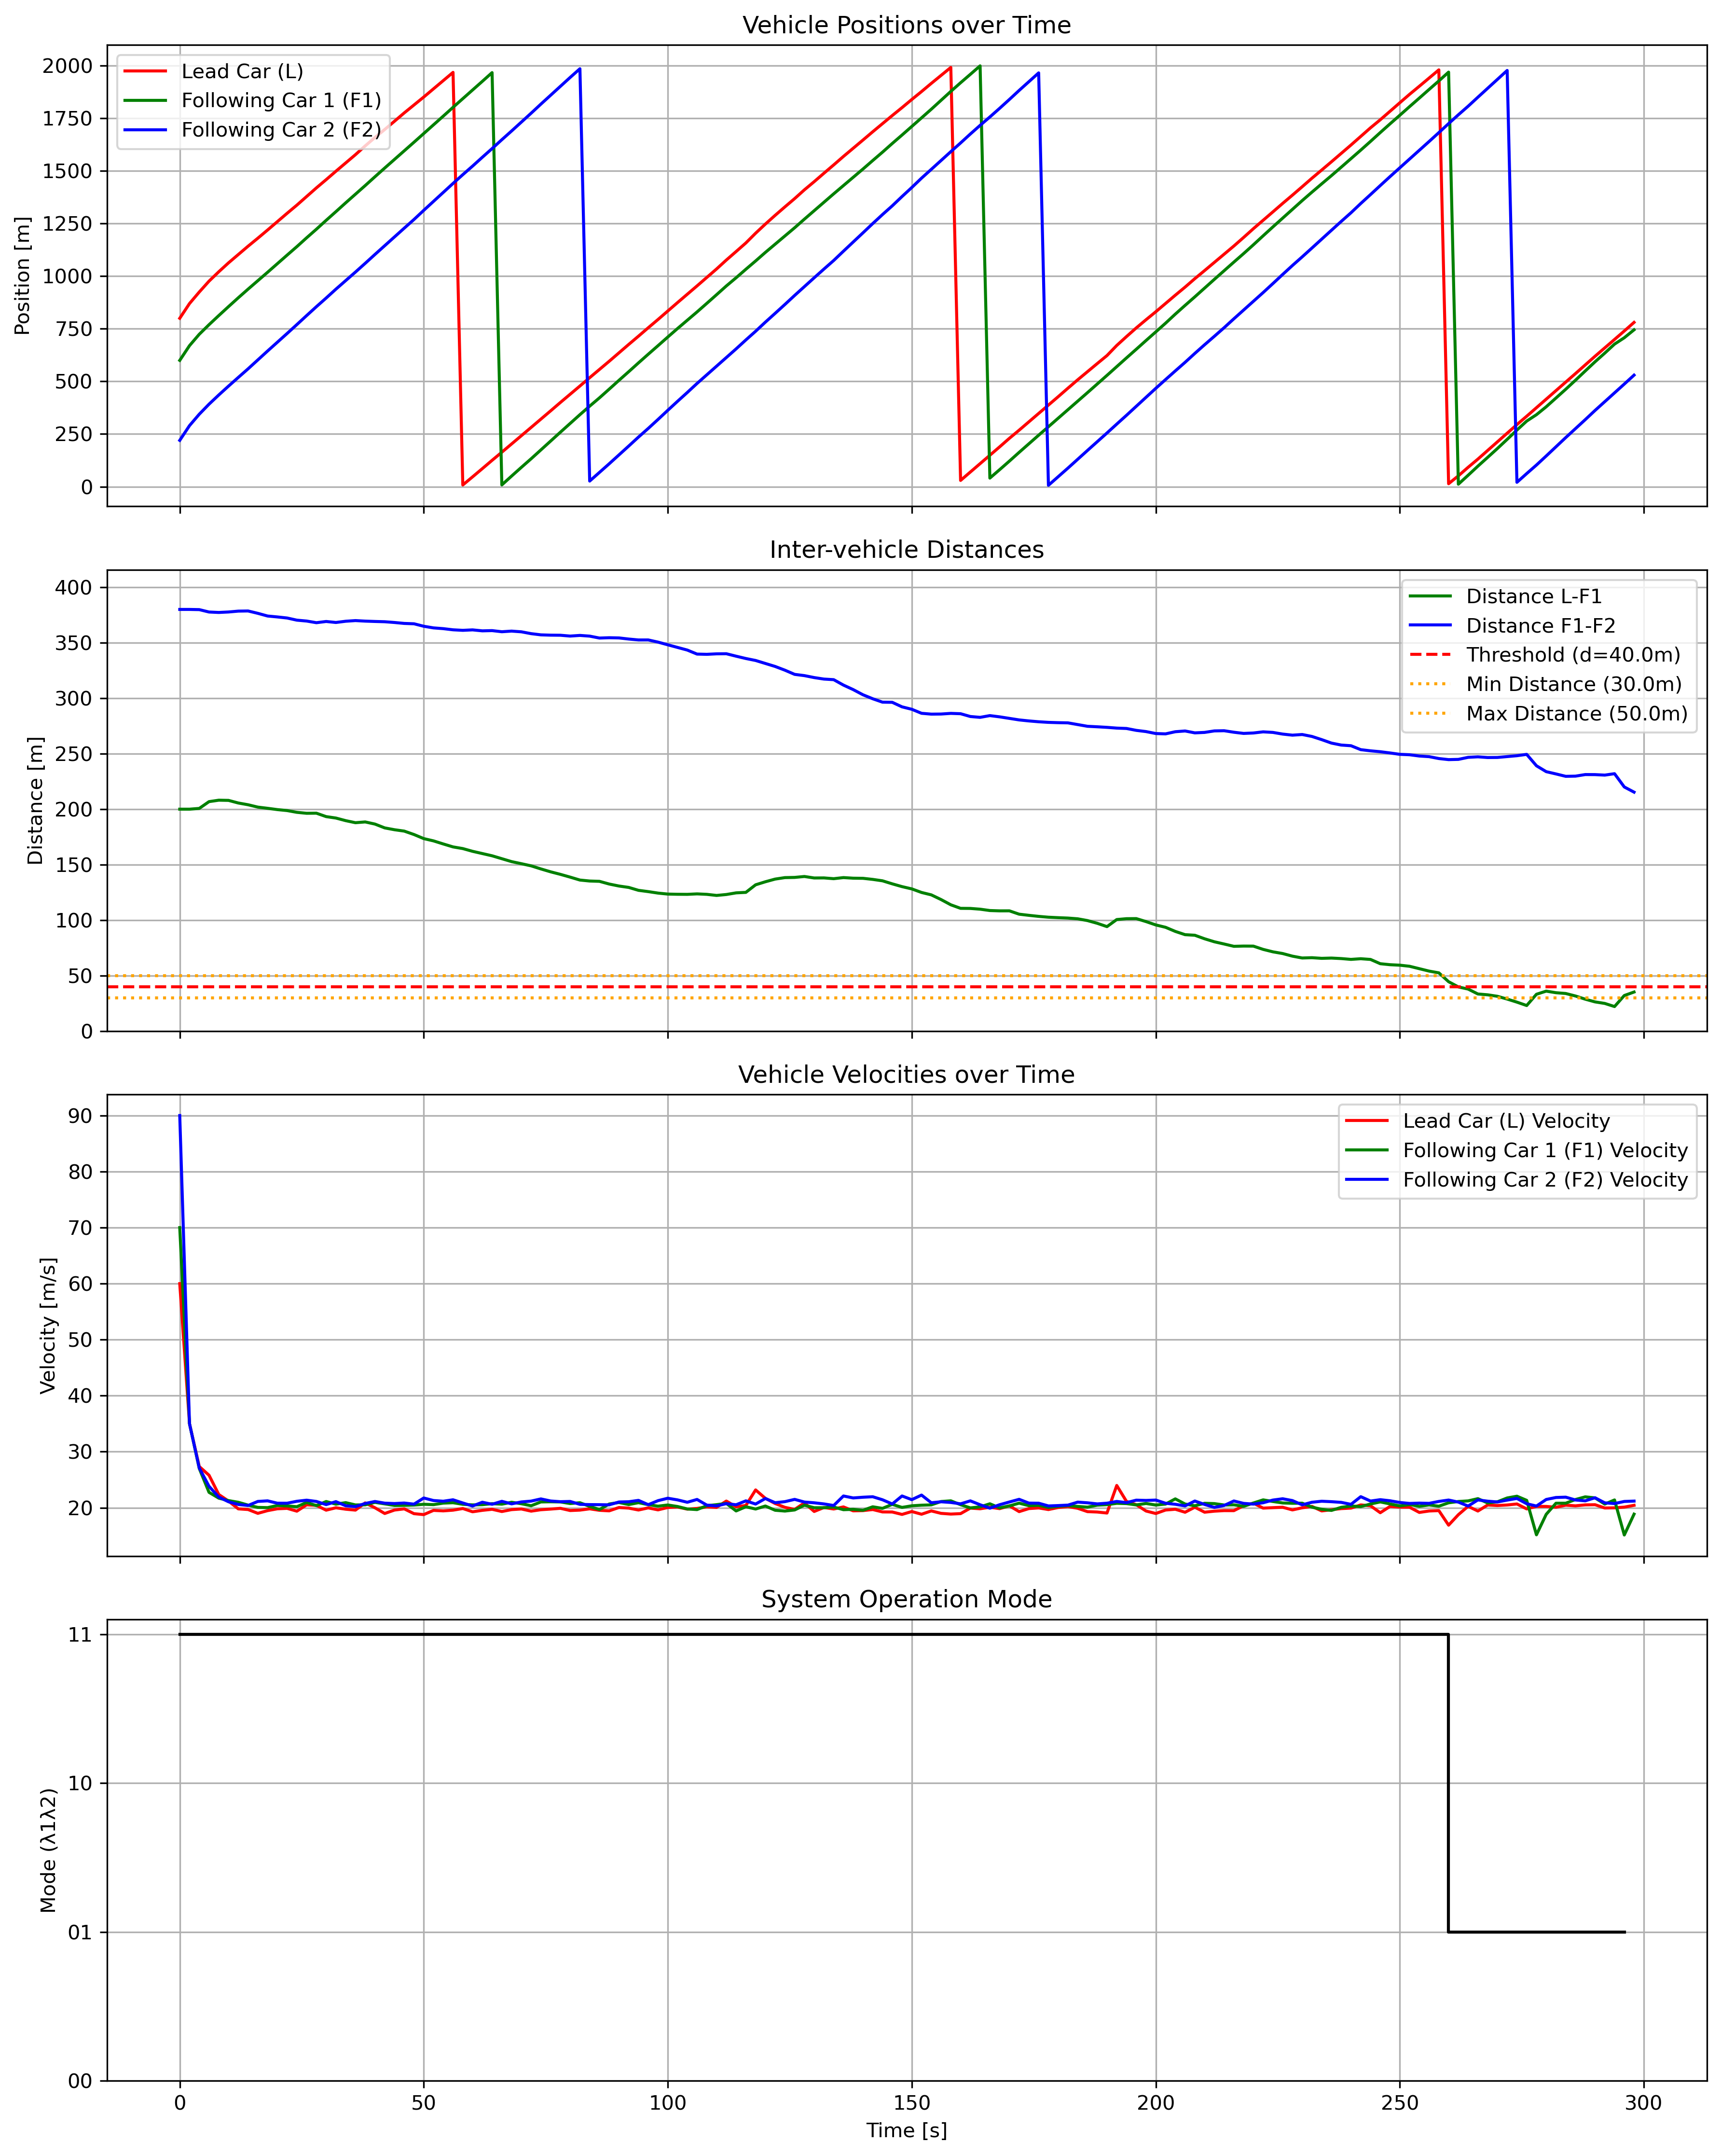 Vehicle Positions over Time
Position [m]
2000
1750
1500
1250
1000
750
500
250
0
Lead Car (L)
Following Car 1 (F1)
Following Car 2 (F2)
Inter-vehicle Distances
Distance [m]
400
350
300
250
200
150
100
50
0
Distance L-F1
Distance F1-F2
Threshold (d=40.0m)
Min Distance (30.0m)
Max Distance (50.0m)
Vehicle Velocities over Time
Velocity [m/s]
90
80
70
60
50
40
30
20
Lead Car (L) Velocity
Following Car 1 (F1) Velocity
Following Car 2 (F2) Velocity
System Operation Mode
Mode (λ1λ2)
11
10
01
00
0 50 100 150 200 250 300
Time [s]